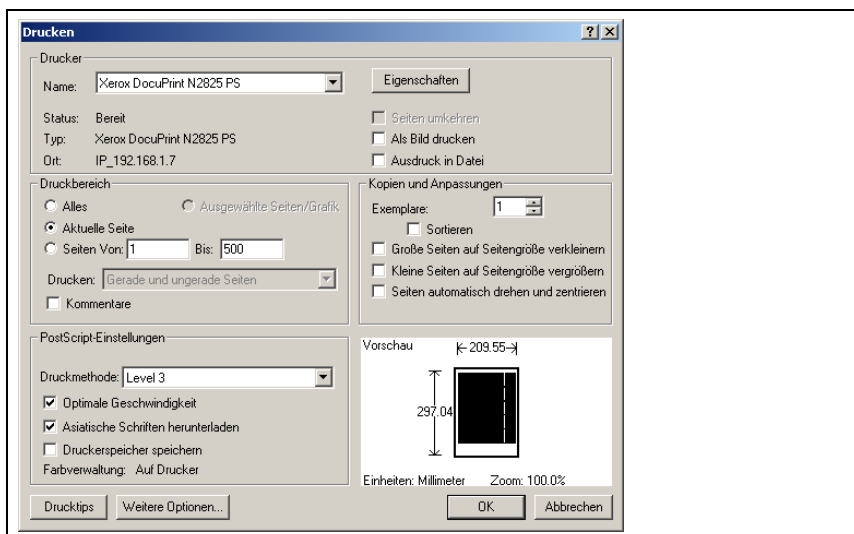 Drucken
Drucker
Name: Xerox DocuPrint N2825 PS
Eigenschaften
Status: Bereit
Seiten umkehren
Typ: Xerox DocuPrint N2825 PS
Als Bild drucken
Ort: IP_192.168.1.7
Ausdruck in Datei
Druckbereich
Alles
Ausgewählte Seiten/Grafik
Aktuelle Seite
Seiten Von: 1 Bis: 500
Drucken: Gerade und ungerade Seiten
Kommentare
Kopien und Anpassungen
Exemplare: 1
Sortieren
Große Seiten auf Seitengröße verkleinern
Kleine Seiten auf Seitengröße vergrößern
Seiten automatisch drehen und zentrieren
PostScript-Einstellungen
Druckmethode: Level 3
Optimale Geschwindigkeit
Asiatische Schriften herunterladen
Druckerspeicher speichern
Farbverwaltung: Auf Drucker
Vorschau
209.55
297.04
Einheiten: Millimeter Zoom: 100.0%
Drucktips
Weitere Optionen...
OK
Abbrechen